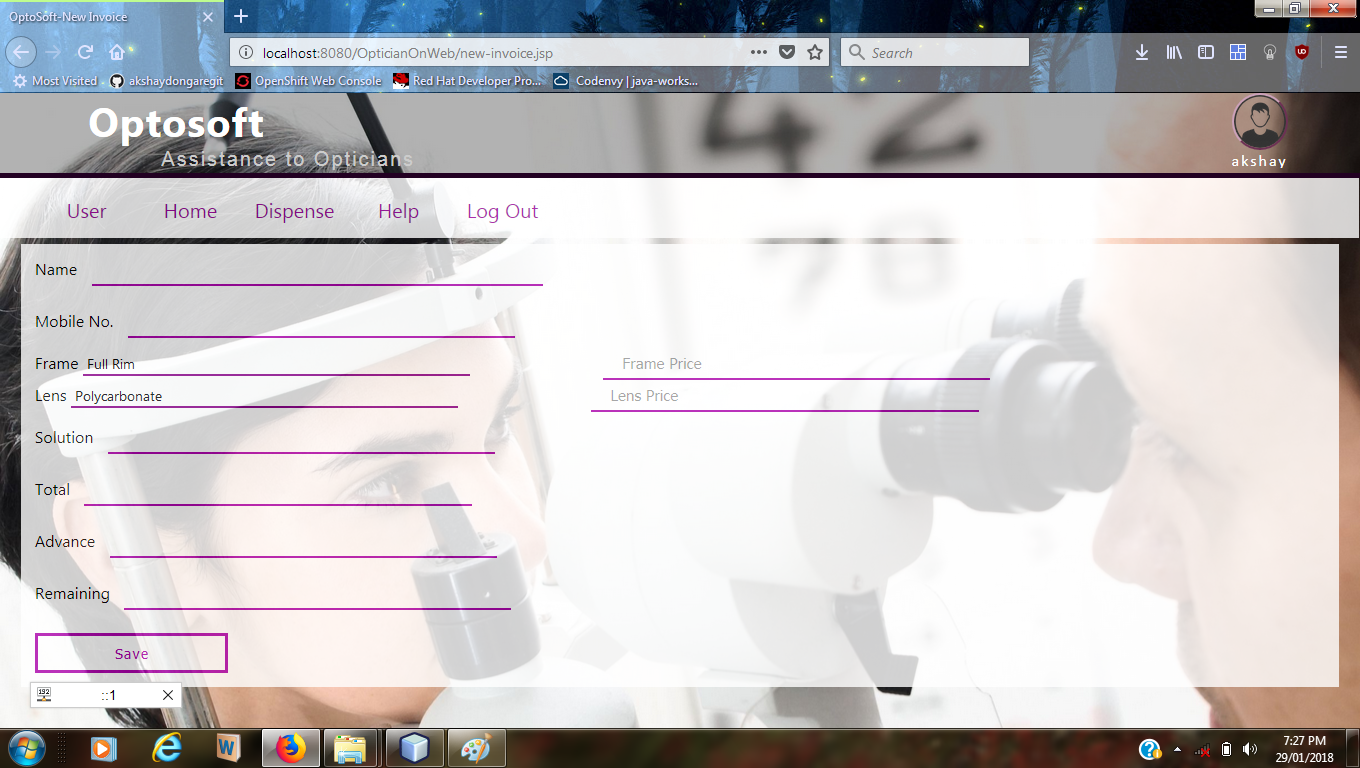 OptoSoft-New Invoice
localhost:8080/OpticianOnWeb/new-invoice.jsp
Search
Most Visited
akshaydongaregit
OpenShift Web Console
Red Hat Developer Pro...
Codenvy | java-works...
Optosoft
Assistance to Opticians
42
akshay
User Home Dispense Help Log Out
78
Name
Mobile No.
Frame Full Rim Frame Price
Lens Polycarbonate Lens Price
Solution
Total
Advance
Remaining
Save
::1
7:27 PM
29/01/2018